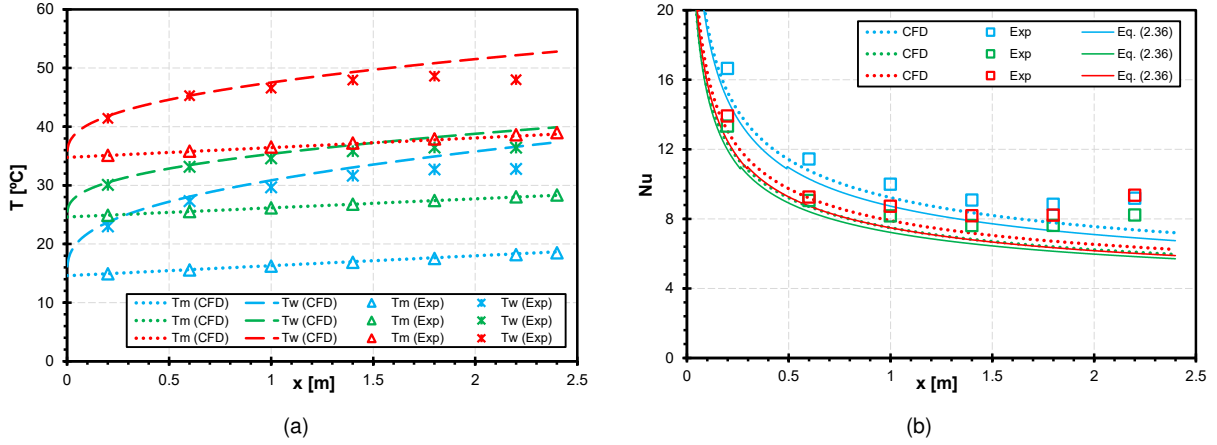 60
50
40
30
20
10
0
T [ºC]
Tm (CFD) Tw (CFD) Tm (Exp) Tw (Exp)
Tm (CFD) Tw (CFD) Tm (Exp) Tw (Exp)
Tm (CFD) Tw (CFD) Tm (Exp) Tw (Exp)
0 0.5 1 1.5 2 2.5
x [m]
(a)
20
16
12
8
4
0
Nu
CFD Exp Eq. (2.36)
CFD Exp Eq. (2.36)
CFD Exp Eq. (2.36)
0 0.5 1 1.5 2 2.5
x [m]
(b)